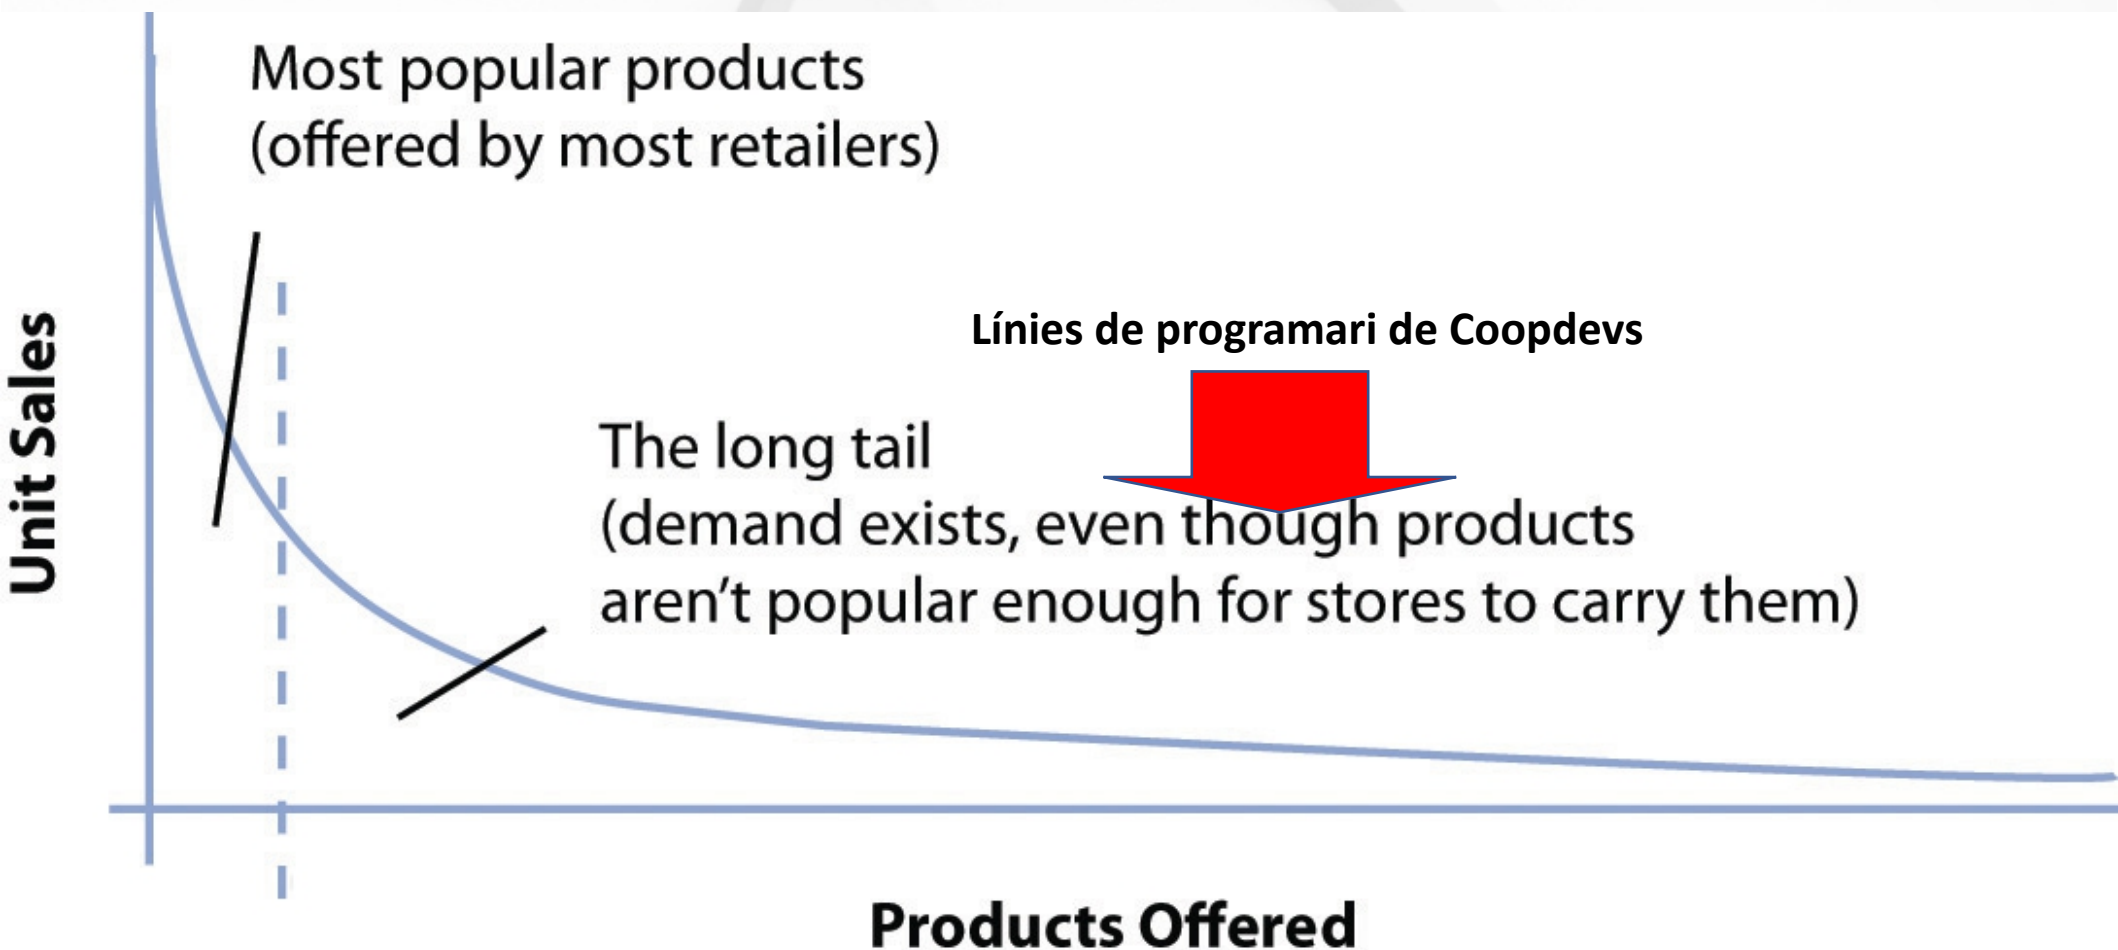 Most popular products
(offered by most retailers)
Unit Sales
Línies de programari de Coopdevs
The long tail
(demand exists, even though products
aren't popular enough for stores to carry them)
Products Offered